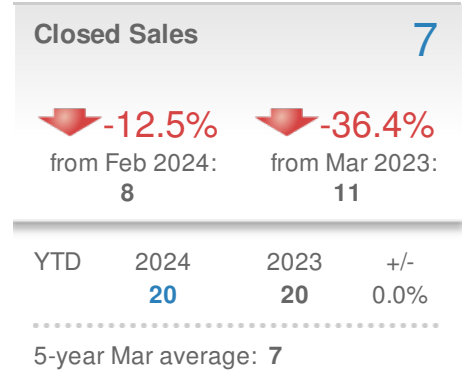 Closed Sales 7
-12.5% -36.4%
from Feb 2024: from Mar 2023:
8 11
YTD 2024 2023 +/-
20 20 0.0%
5-year Mar average: 7